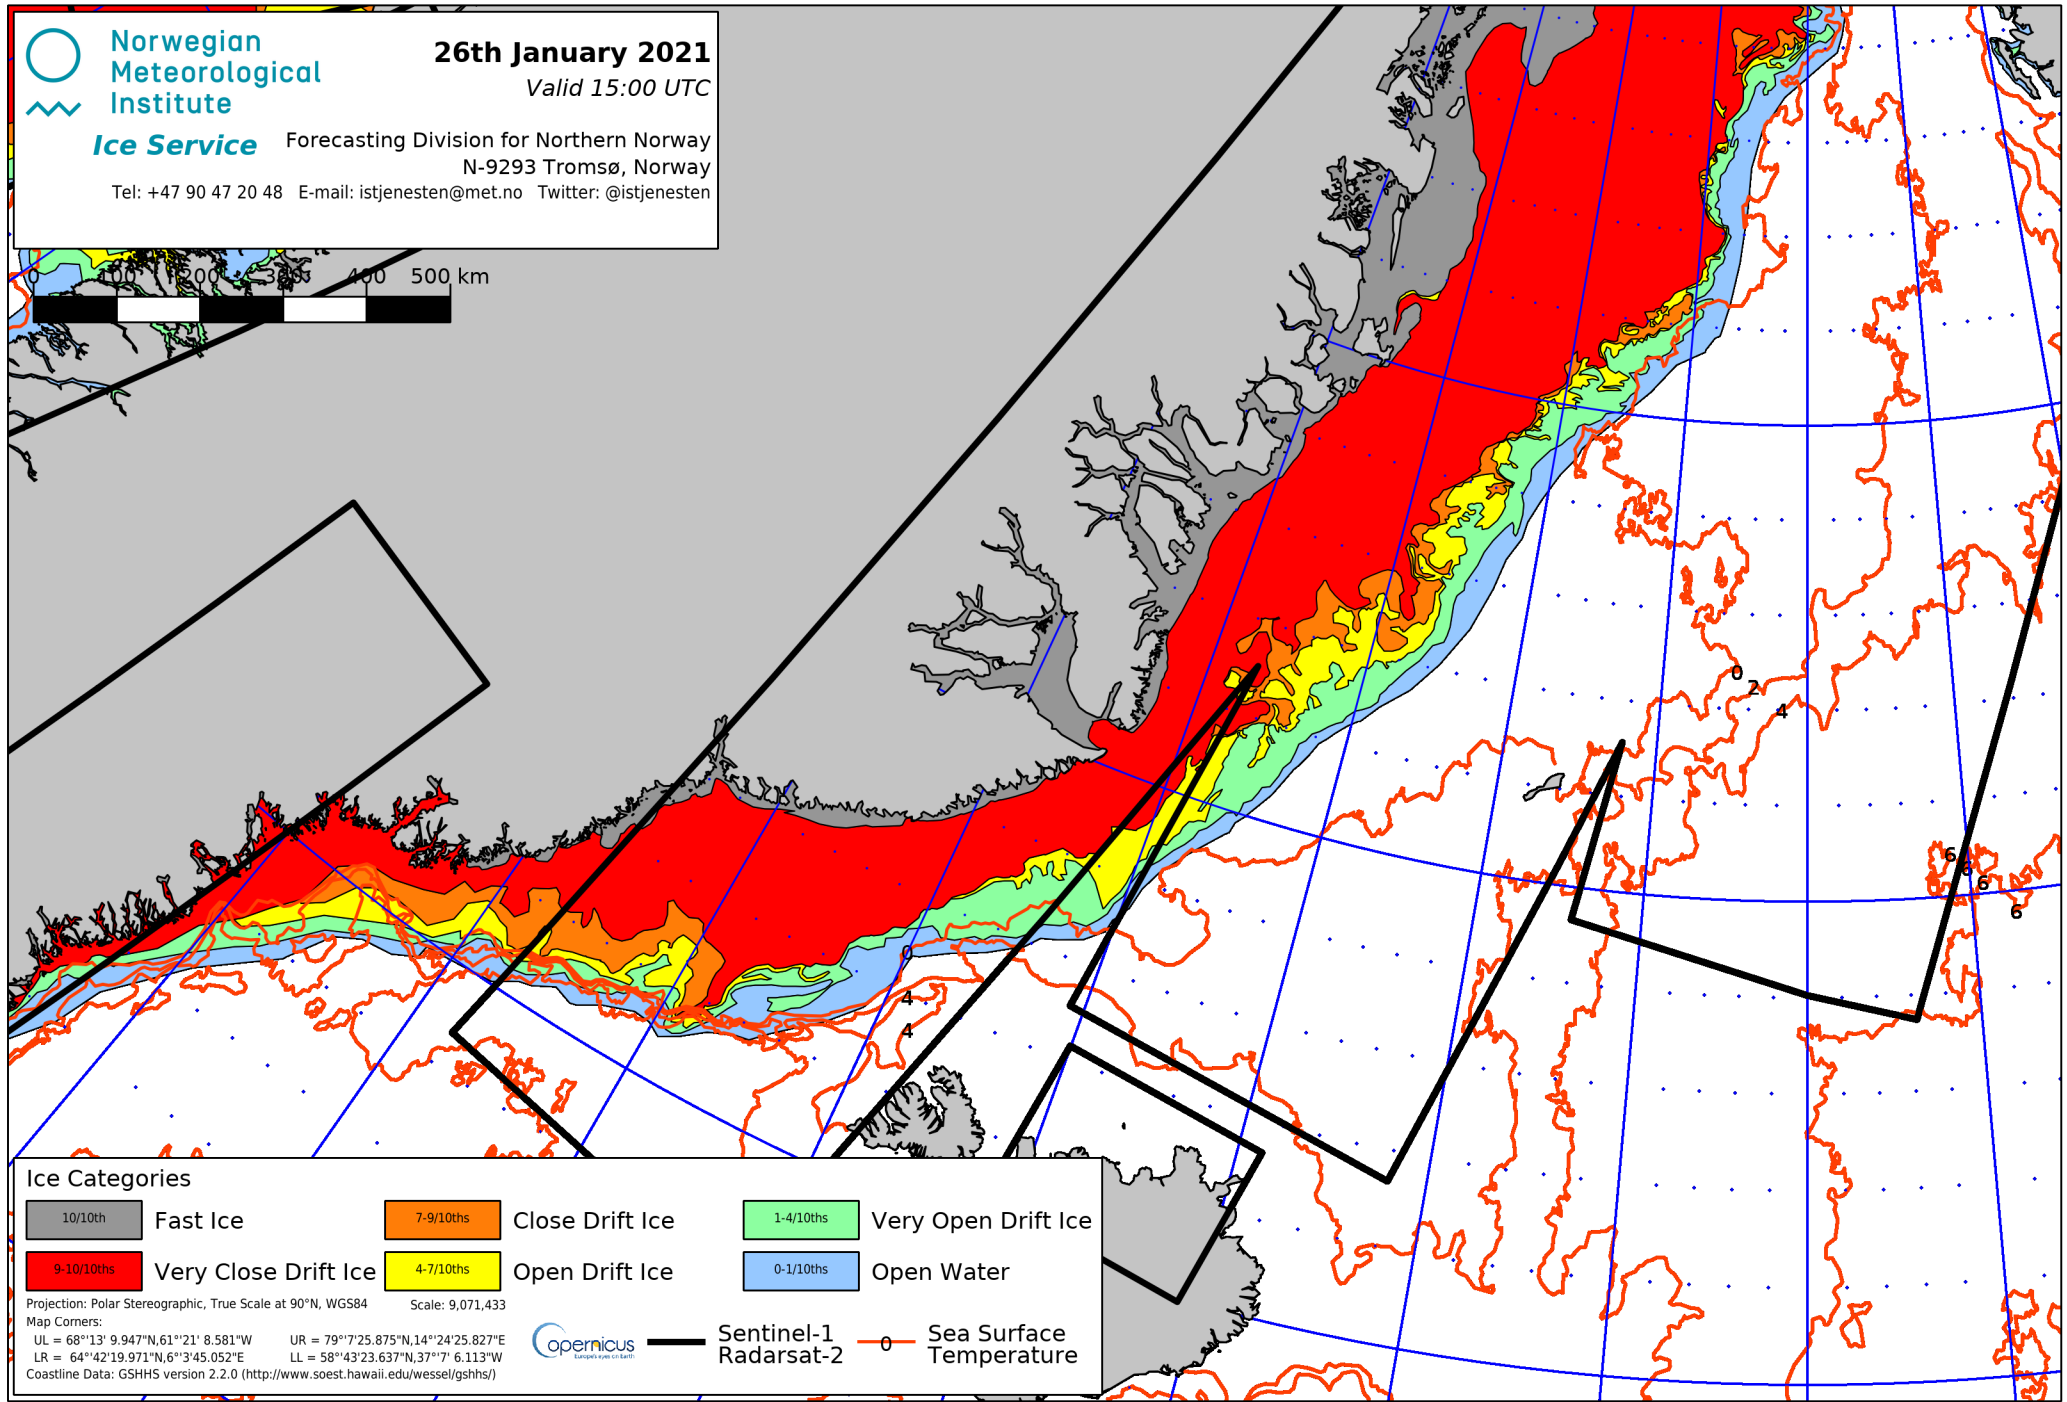 Norwegian
Meteorological
Institute
Ice Service
26th January 2021
Valid 15:00 UTC
Forecasting Division for Northern Norway
N-9293 Tromsø, Norway
Tel: +47 90 47 20 48 E-mail: istjenesten@met.no Twitter: @istjenesten
0 100 200 300 400 500 km
0
2
4
6
6
6
6
0
4
4
Ice Categories
10/10th Fast Ice
7-9/10ths Close Drift Ice
1-4/10ths Very Open Drift Ice
9-10/10ths Very Close Drift Ice
4-7/10ths Open Drift Ice
0-1/10ths Open Water
Projection: Polar Stereographic, True Scale at 90°N, WGS84 Scale: 9,071,433
Map Corners:
UL = 68°'13' 9.947"N,61°'21' 8.581"W UR = 79°'7'25.875"N,14°'24'25.827"E
LR = 64°'42'19.971"N,6°'3'45.052"E LL = 58°'43'23.637"N,37°'7' 6.113"W
Coastline Data: GSHHS version 2.2.0 (http://www.soest.hawaii.edu/wessel/gshhs/)
opernicus
Europe's eyes on Earth
Sentinel-1
Radarsat-2
0
Sea Surface
Temperature